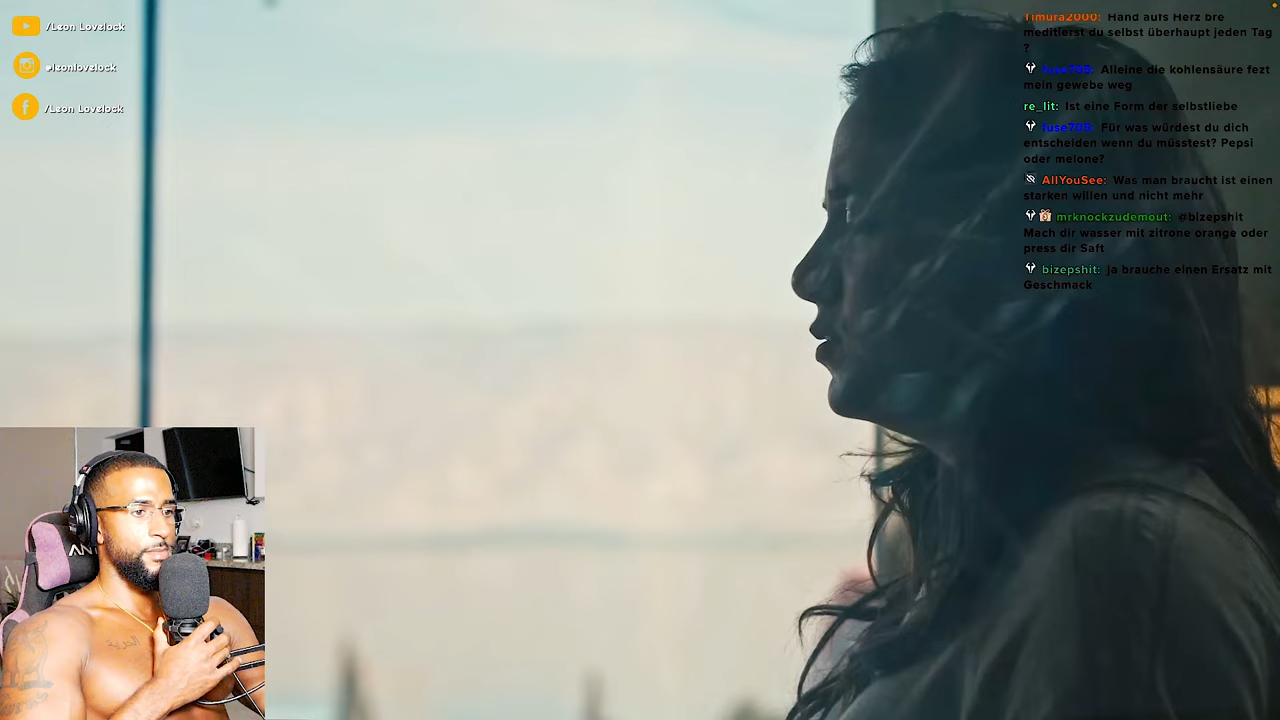 /Leon Lovelock
@leonlovelock
/Leon Lovelock
Timura2000: Hand aufs Herz bre
meditierst du selbst überhaupt jeden Tag
?
fuse705: Alleine die kohlensäure fezt
mein gewebe weg
re_lit: Ist eine Form der selbstliebe
fuse705: Für was würdest du dich
entscheiden wenn du müsstest? Pepsi
oder melone?
AllYouSee: Was man braucht ist einen
starken willen und nicht mehr
mrknockzudemout: @bizepshit
Mach dir wasser mit zitrone orange oder
press dir Saft
bizepshit: ja brauche einen Ersatz mit
Geschmack
AN